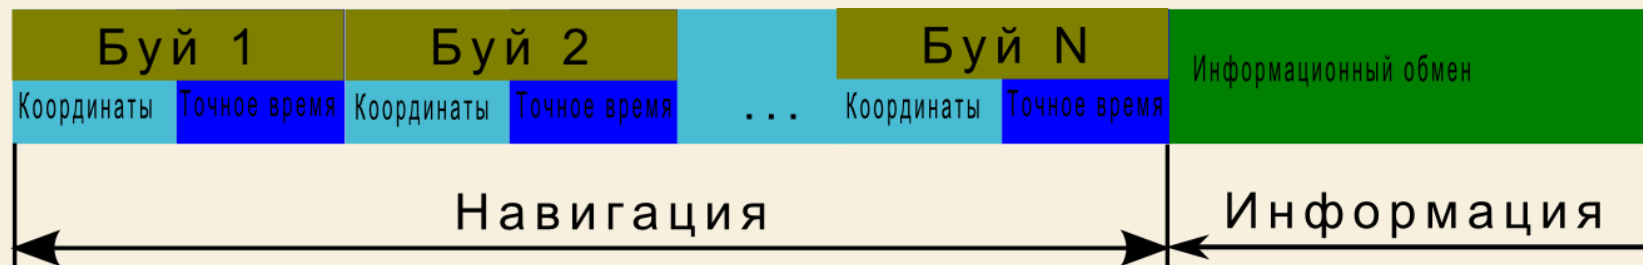 Буй 1 Буй 2 Буй N
Информационный обмен
Координаты Точное время Координаты Точное время ... Координаты Точное время
Навигация Информация